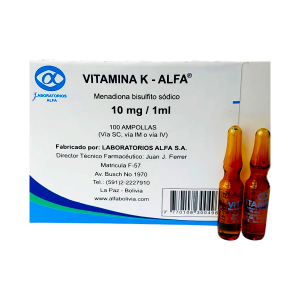 LABORATORIOS
ALFA
VITAMINA K - ALFA®
Menadiona bisulfito sódico
10 mg / 1ml
100 AMPOLLAS
(Vía SC, vía IM o vía IV)
Fabricado por: LABORATORIOS ALFA S.A.
Director Técnico Farmacéutico: Juan J. Ferrer
Matricula F-57
Av. Busch No 1970
Tel.: (591)2-2227910
La Paz - Bolivia
www.alfabolivia.com